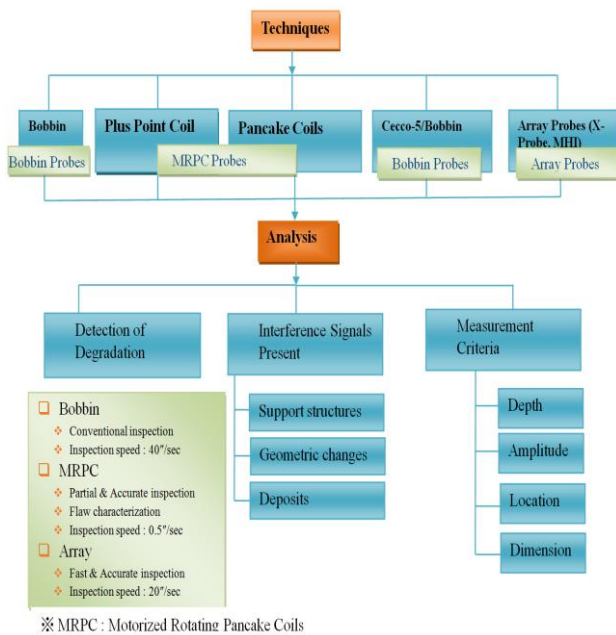 Techniques
Bobbin
Bobbin Probes
Plus Point Coil
Pancake Coils
MRPC Probes
Cecco-5/Bobbin
Bobbin Probes
Array Probes (X-
Probe, MHI)
Array Probes
Analysis
Detection of
Degradation
Interference Signals
Present
Measurement
Criteria
Support structures
Geometric changes
Deposits
Depth
Amplitude
Location
Dimension
❑ Bobbin
❖ Conventional inspection
❖ Inspection speed : 40″/sec
❑ MRPC
❖ Partial & Accurate inspection
❖ Flaw characterization
❖ Inspection speed : 0.5″/sec
❑ Array
❖ Fast & Accurate inspection
❖ Inspection speed : 20″/sec
※ MRPC : Motorized Rotating Pancake Coils